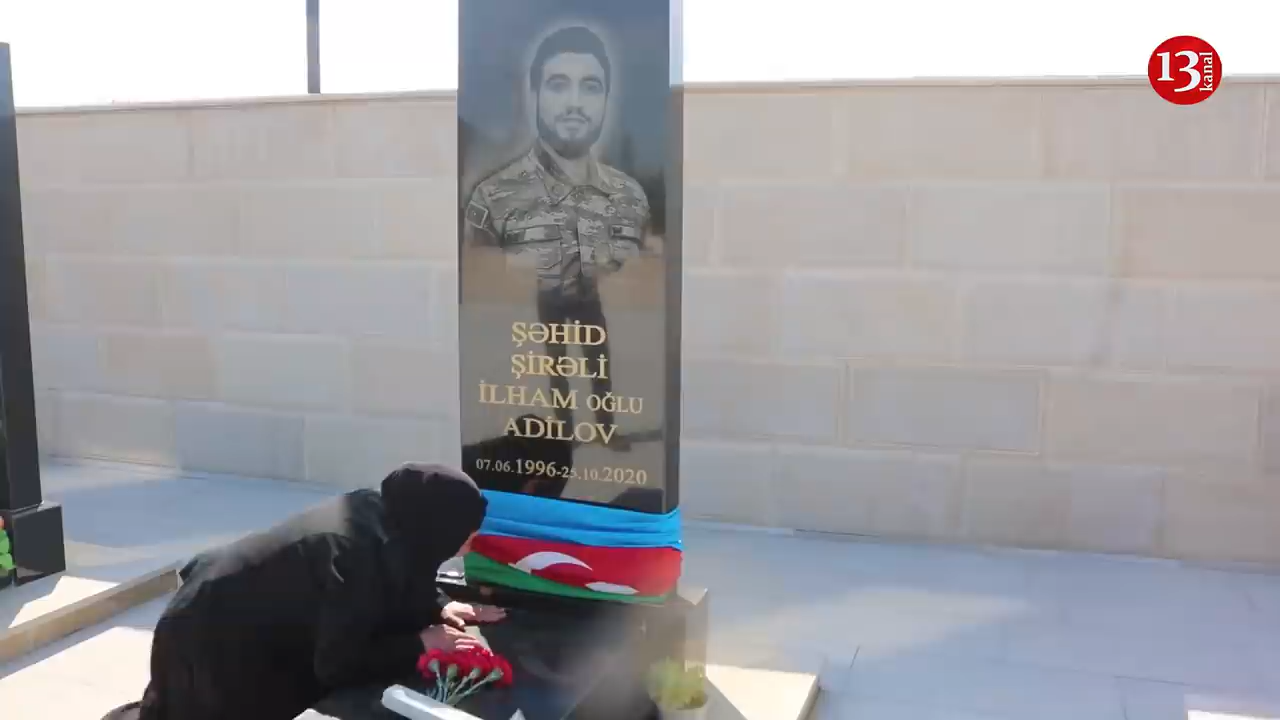 13 kanal
ŞƏHİD
ŞİRƏLİ
İLHAM OĞLU
ADİLOV
07.06.1996-25.10.2020